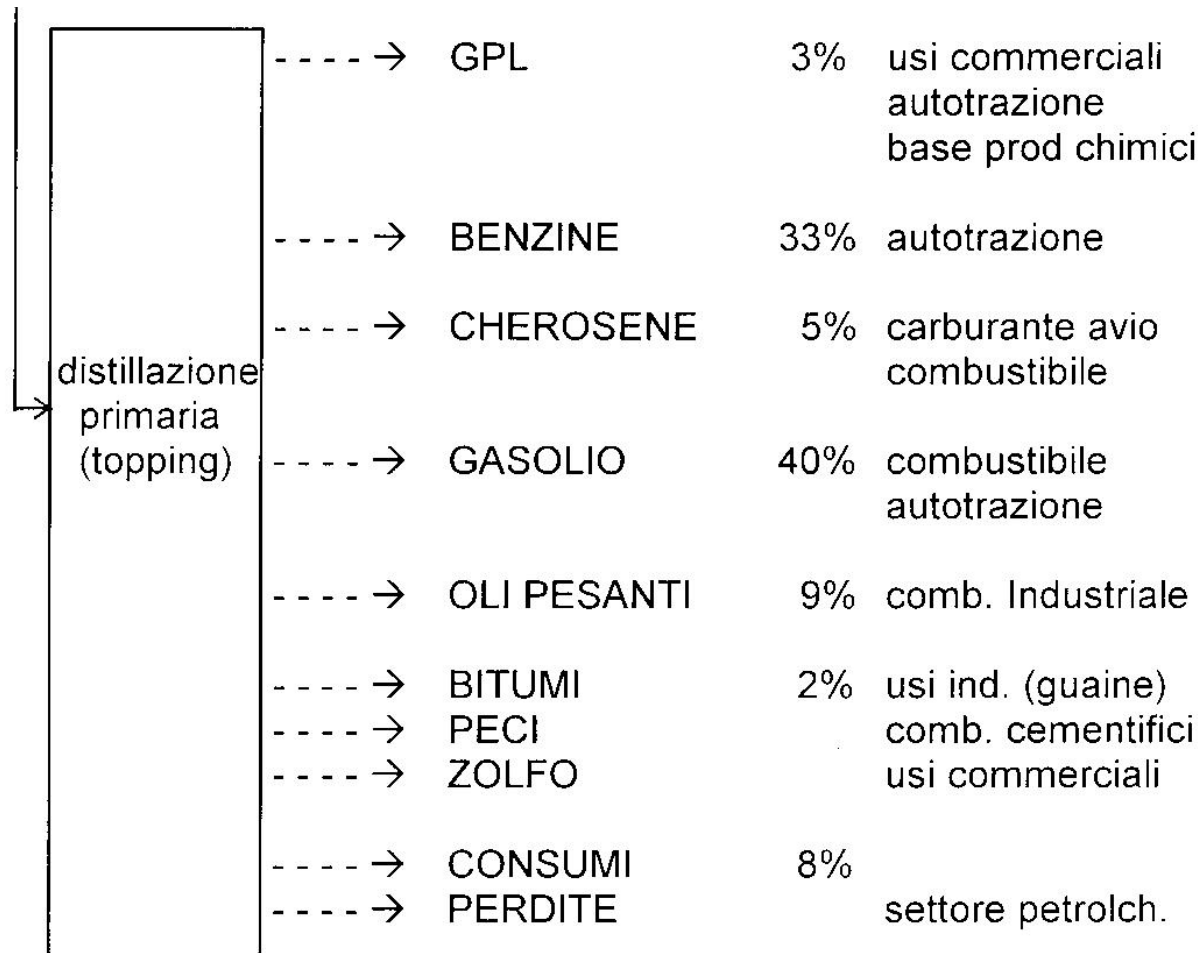 - - - - → GPL 3% usi commerciali
autotrazione
base prod chimici
- - - - → BENZINE 33% autotrazione
- - - - → CHEROSENE 5% carburante avio
distillazione combustibile
primaria
(topping) - - - - → GASOLIO 40% combustibile
autotrazione
- - - - → OLI PESANTI 9% comb. Industriale
- - - - → BITUMI 2% usi ind. (guaine)
- - - - → PECI comb. cementifici
- - - - → ZOLFO usi commerciali
- - - - → CONSUMI 8%
- - - - → PERDITE settore petrolch.